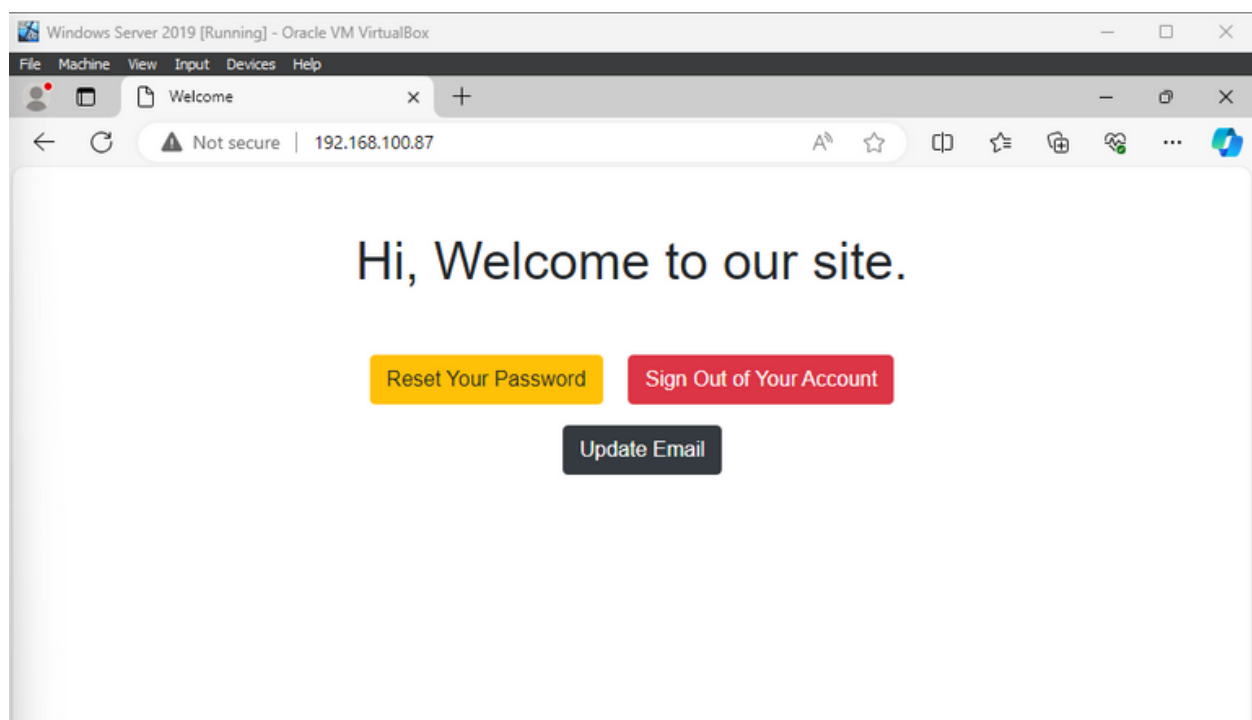 Windows Server 2019 [Running] - Oracle VM VirtualBox
File Machine View Input Devices Help
Welcome
Not secure | 192.168.100.87
Hi, Welcome to our site.
Reset Your Password Sign Out of Your Account
Update Email